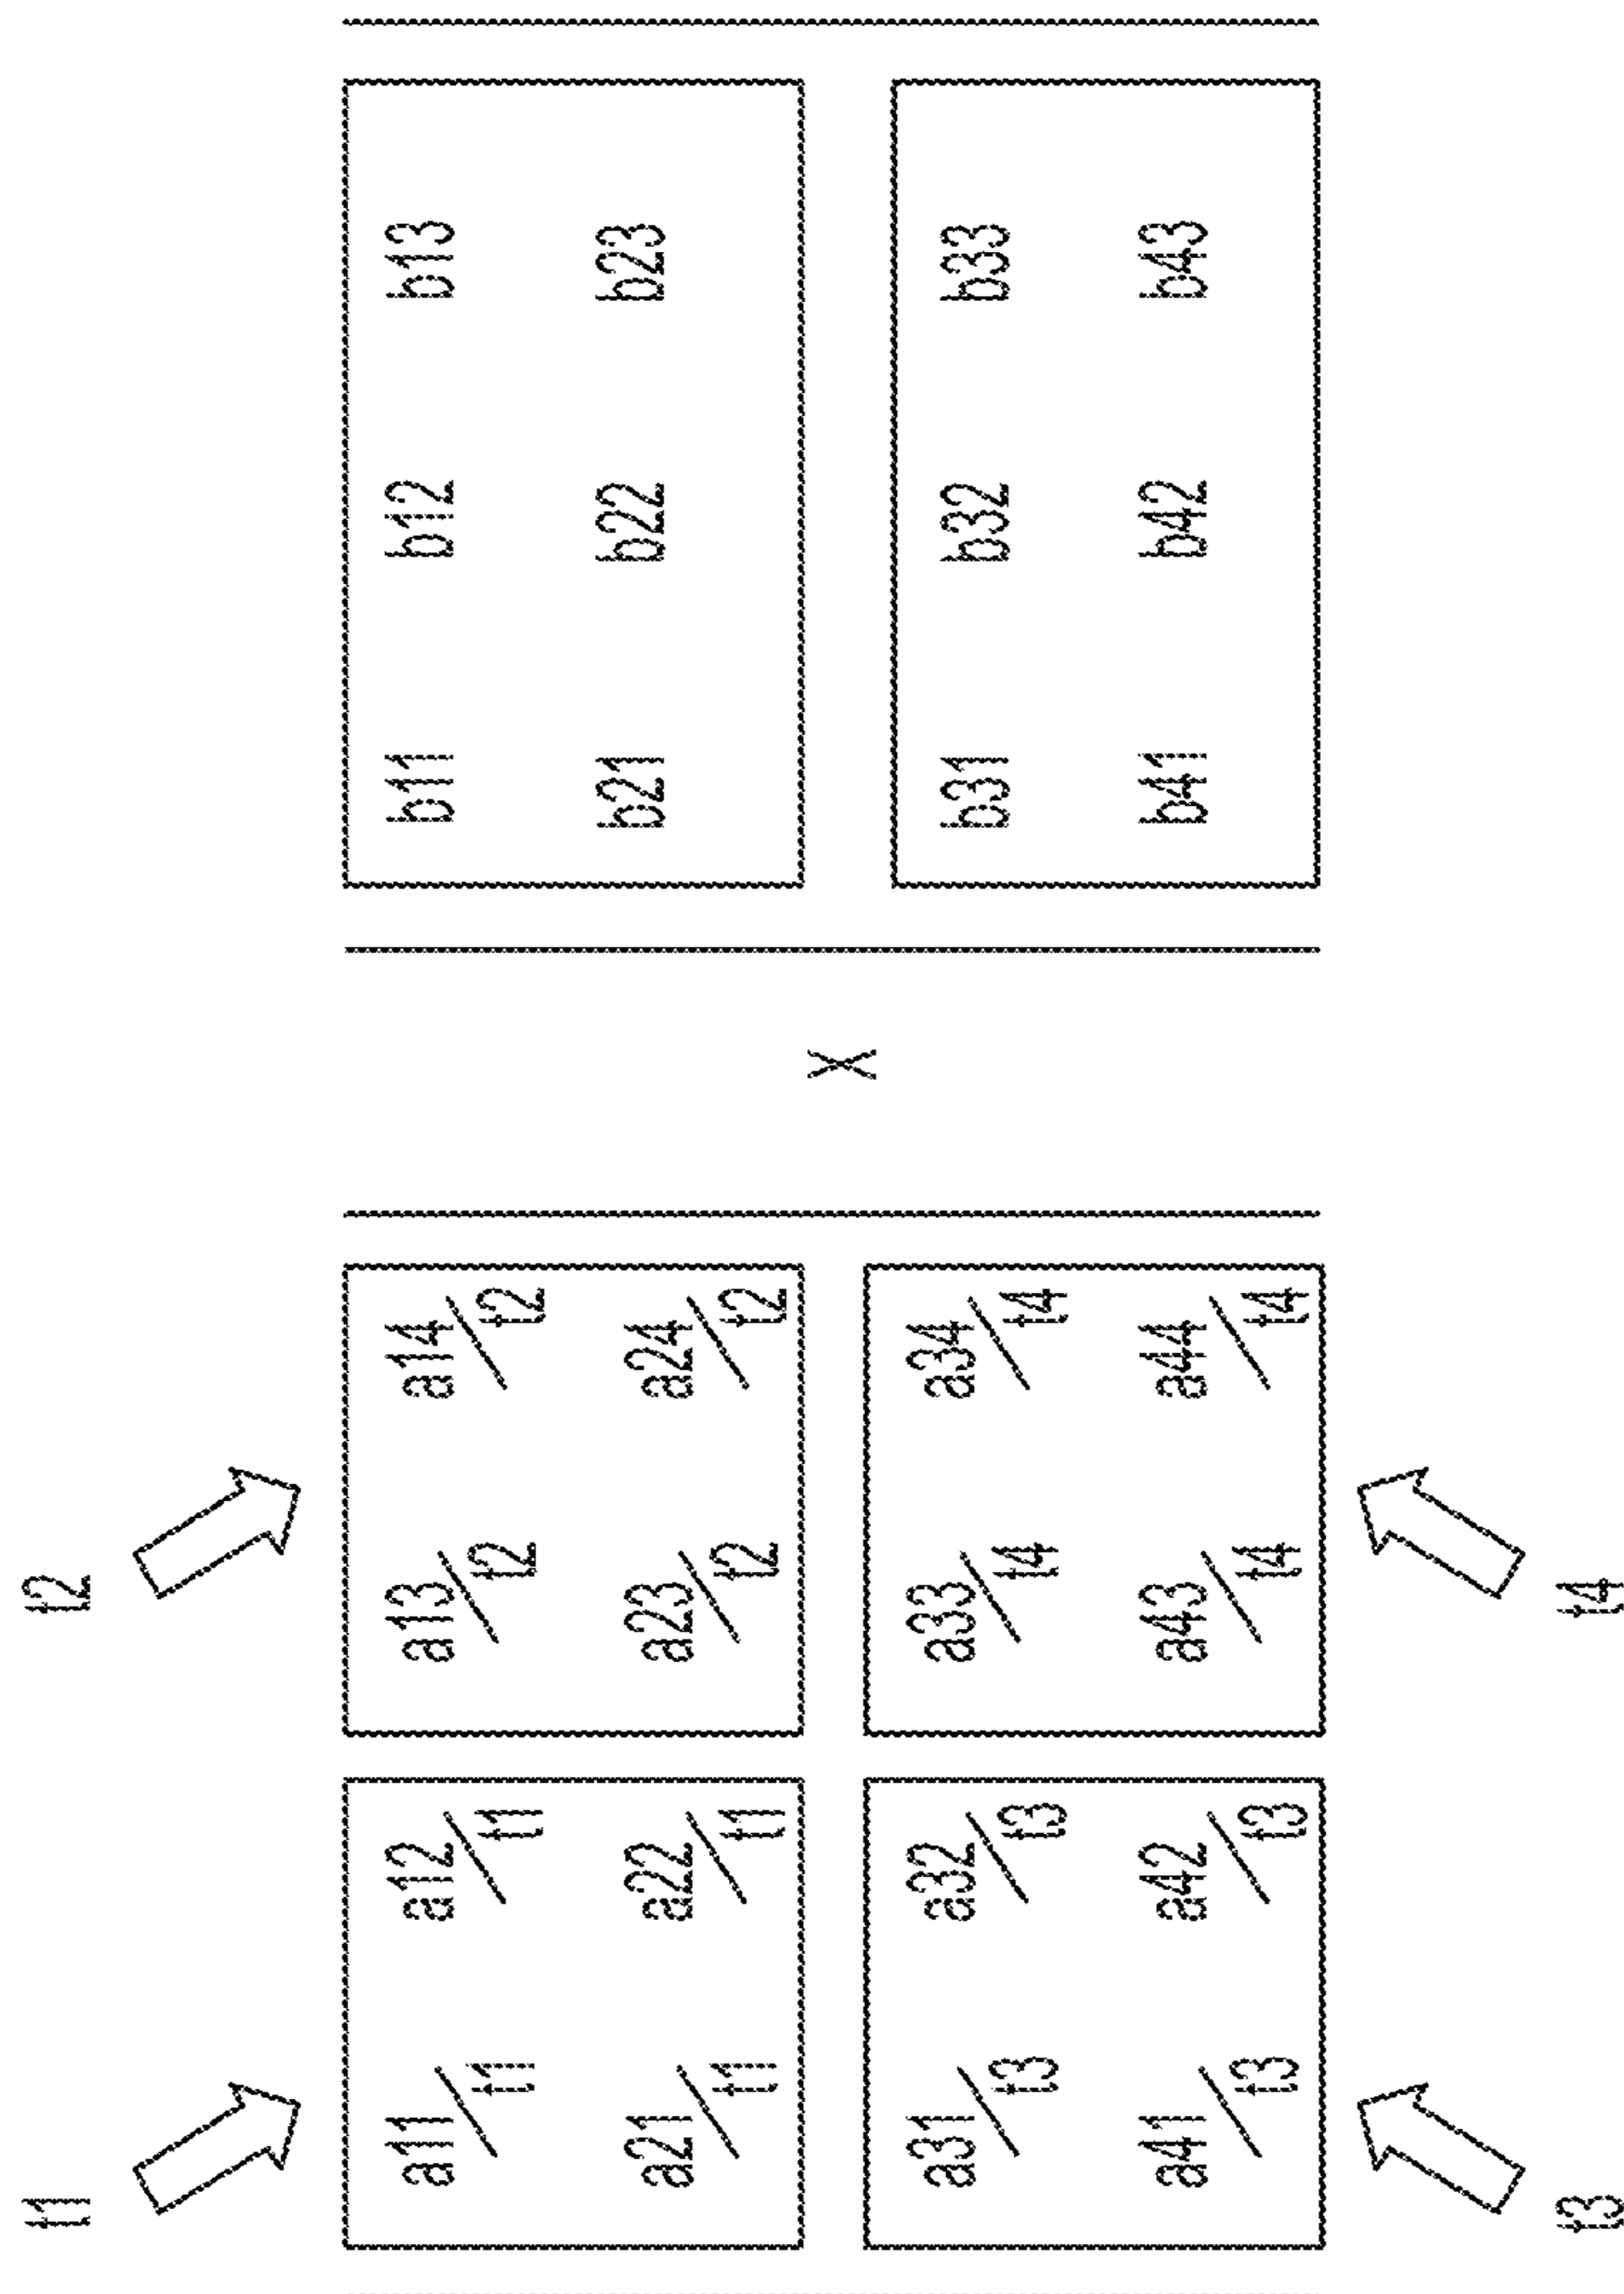 t1 t2
a11/t1 a12/t1 a13/t2 a14/t2 b11 b12 b13
a21/t1 a22/t1 a23/t2 a24/t2 b21 b22 b23
X
a31/t3 a32/t3 a33/t4 a34/t4 b31 b32 b33
a41/t3 a42/t3 a43/t4 a44/t4 b41 b42 b43
t3 t4